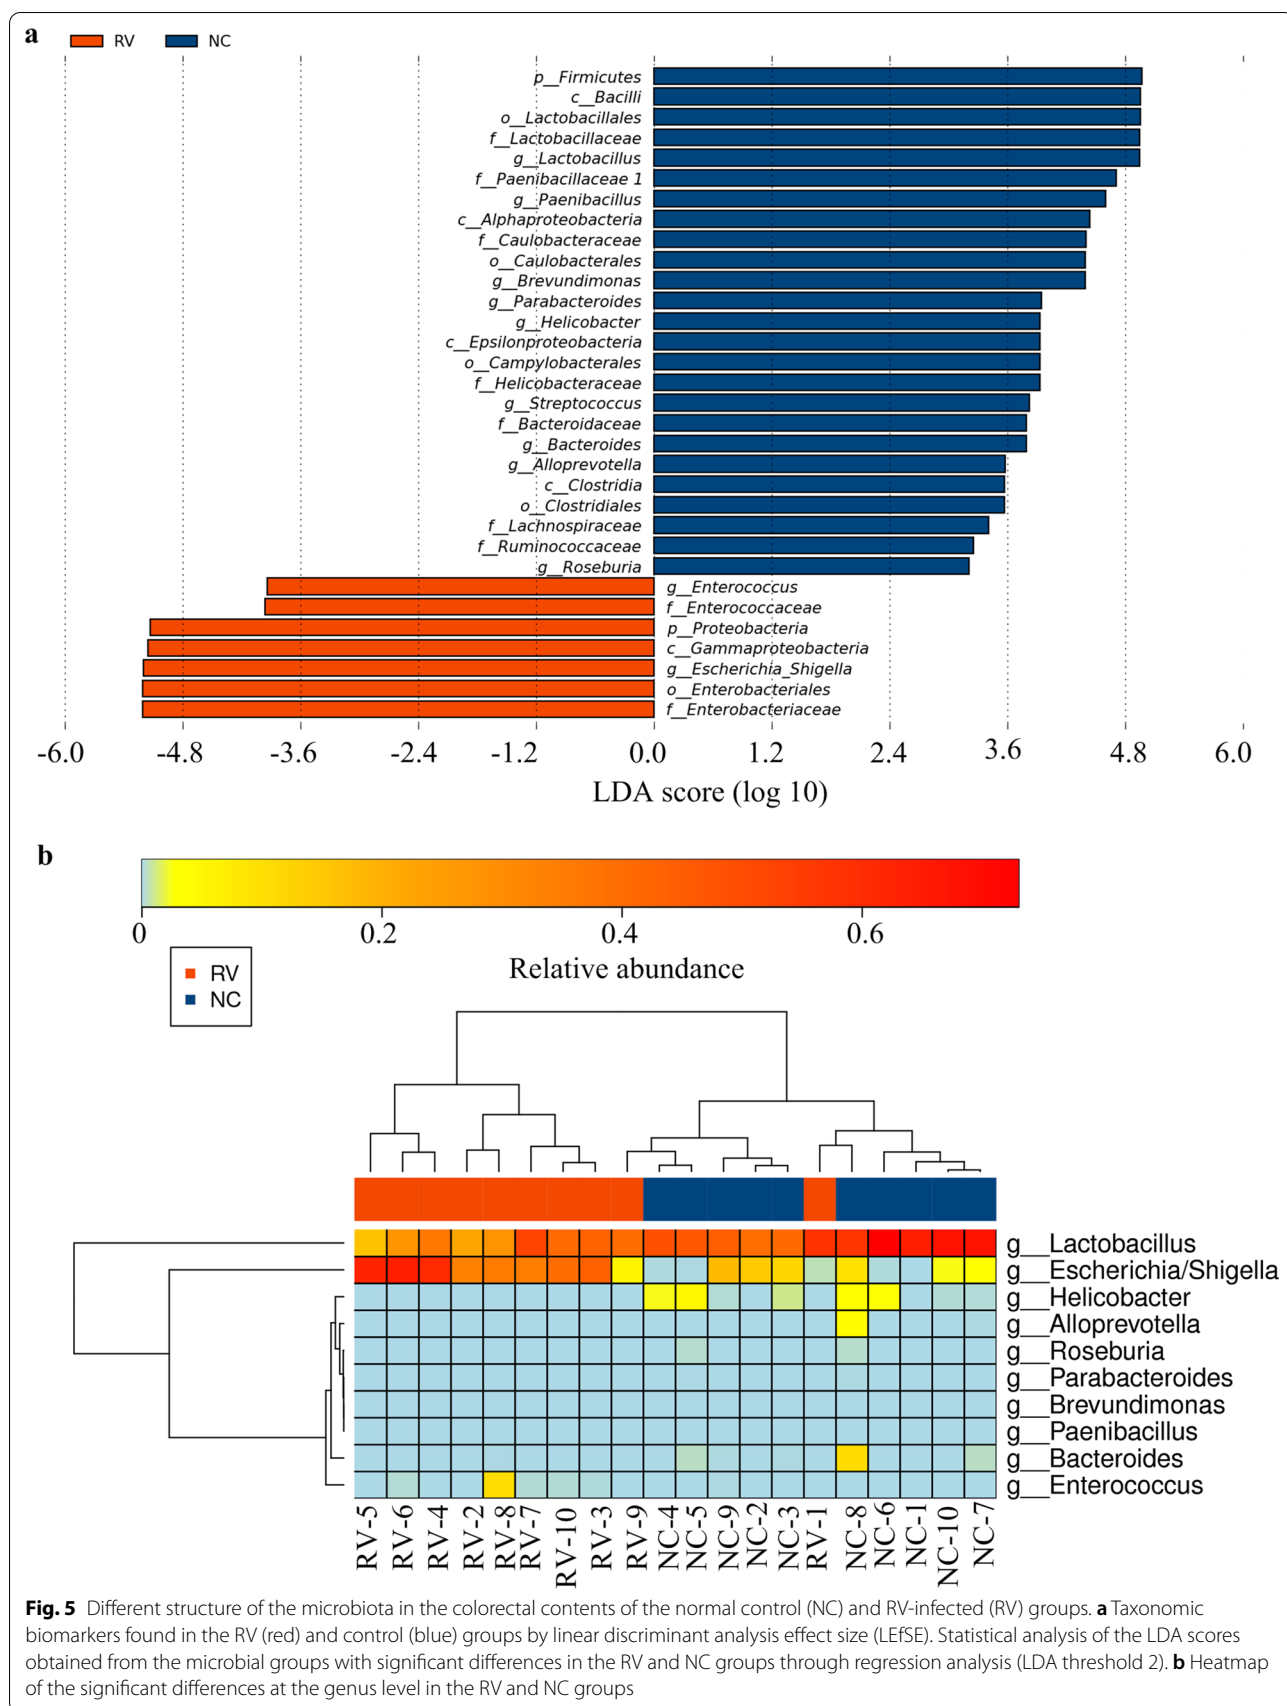 a
RV NC
p__Firmicutes
c__Bacilli
o__Lactobacillales
f__Lactobacillaceae
g__Lactobacillus
f__Paenibacillaceae 1
g__Paenibacillus
c__Alphaproteobacteria
f__Caulobacteraceae
o__Caulobacterales
g__Brevundimonas
g__Parabacteroides
g__Helicobacter
c__Epsilonproteobacteria
o__Campylobacterales
f__Helicobacteraceae
g__Streptococcus
f__Bacteroidaceae
g__Bacteroides
g__Alloprevotella
c__Clostridia
o__Clostridiales
f__Lachnospiraceae
f__Ruminococcaceae
g__Roseburia
g__Enterococcus
f__Enterococcaceae
p__Proteobacteria
c__Gammaproteobacteria
g__Escherichia_Shigella
o__Enterobacteriales
f__Enterobacteriaceae
-6.0 -4.8 -3.6 -2.4 -1.2 0.0 1.2 2.4 3.6 4.8 6.0
LDA score (log 10)
b
0 0.2 0.4 0.6
Relative abundance
RV
NC
g___Lactobacillus
g___Escherichia/Shigella
g___Helicobacter
g___Alloprevotella
g___Roseburia
g___Parabacteroides
g___Brevundimonas
g___Paenibacillus
g___Bacteroides
g___Enterococcus
RV-5 RV-6 RV-4 RV-2 RV-8 RV-7 RV-10 RV-3 RV-9 NC-4 NC-5 NC-9 NC-2 NC-3 RV-1 NC-8 NC-6 NC-1 NC-10 NC-7
Fig. 5 Different structure of the microbiota in the colorectal contents of the normal control (NC) and RV-infected (RV) groups. a Taxonomic
biomarkers found in the RV (red) and control (blue) groups by linear discriminant analysis effect size (LEfSE). Statistical analysis of the LDA scores
obtained from the microbial groups with significant differences in the RV and NC groups through regression analysis (LDA threshold 2). b Heatmap
of the significant differences at the genus level in the RV and NC groups